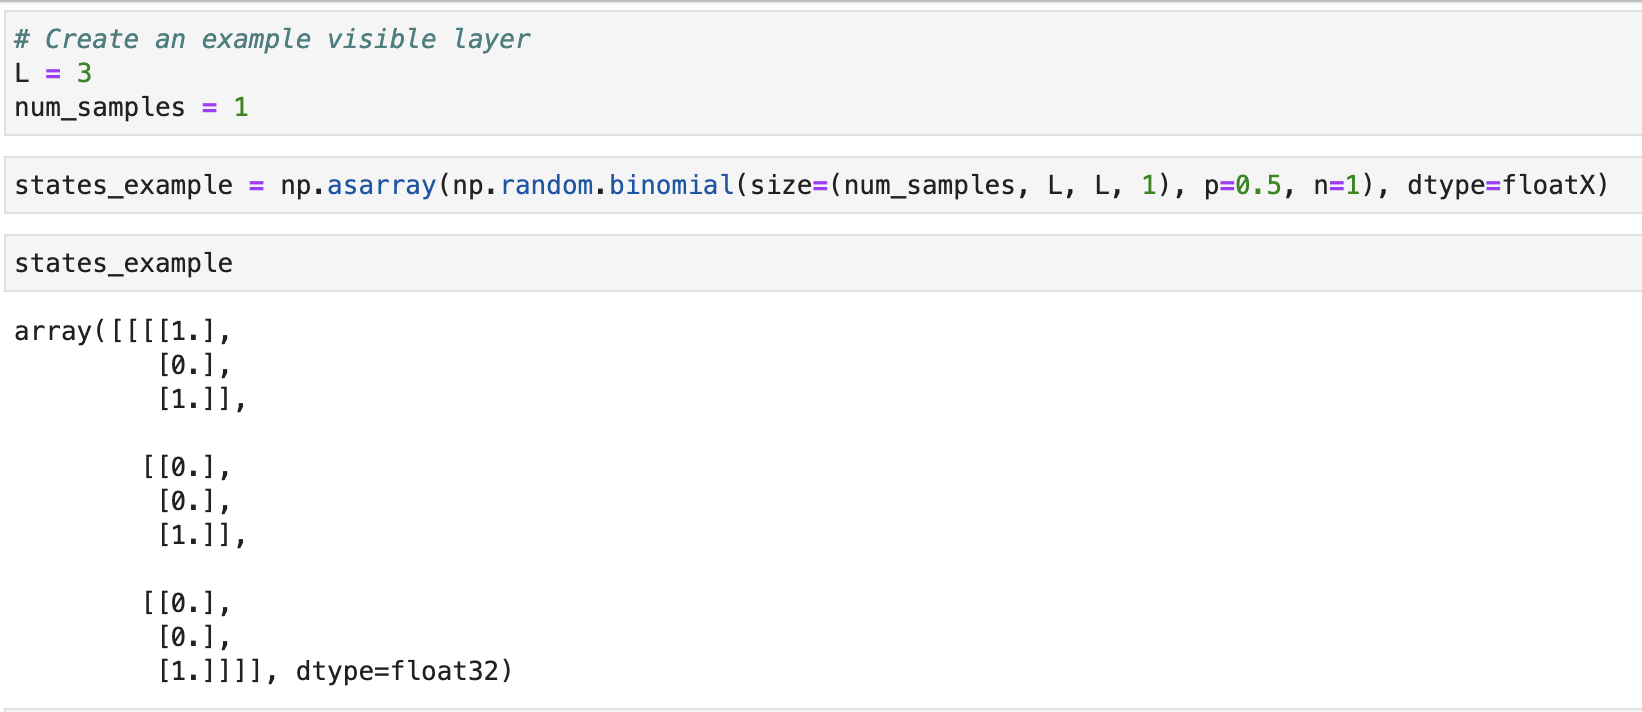 # Create an example visible layer
L = 3
num_samples = 1
states_example = np.asarray(np.random.binomial(size=(num_samples, L, L, 1), p=0.5, n=1), dtype=floatX)
states_example
array([[[[1.],
         [0.],
         [1.]],
        [[0.],
         [0.],
         [1.]],
        [[0.],
         [0.],
         [1.]]]], dtype=float32)